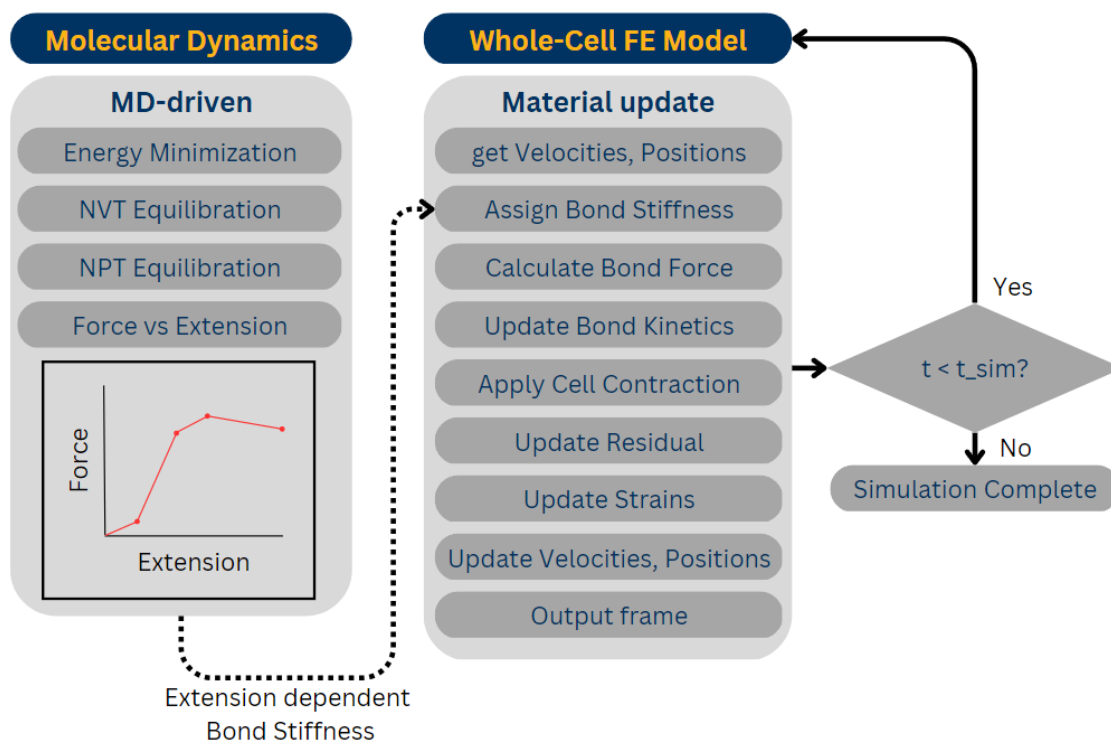 Molecular Dynamics
MD-driven
Energy Minimization
NVT Equilibration
NPT Equilibration
Force vs Extension
Force
Extension
Extension dependent
Bond Stiffness
Whole-Cell FE Model
Material update
get Velocities, Positions
Assign Bond Stiffness
Calculate Bond Force
Update Bond Kinetics
Apply Cell Contraction
Update Residual
Update Strains
Update Velocities, Positions
Output frame
Yes
t < t_sim?
No
Simulation Complete